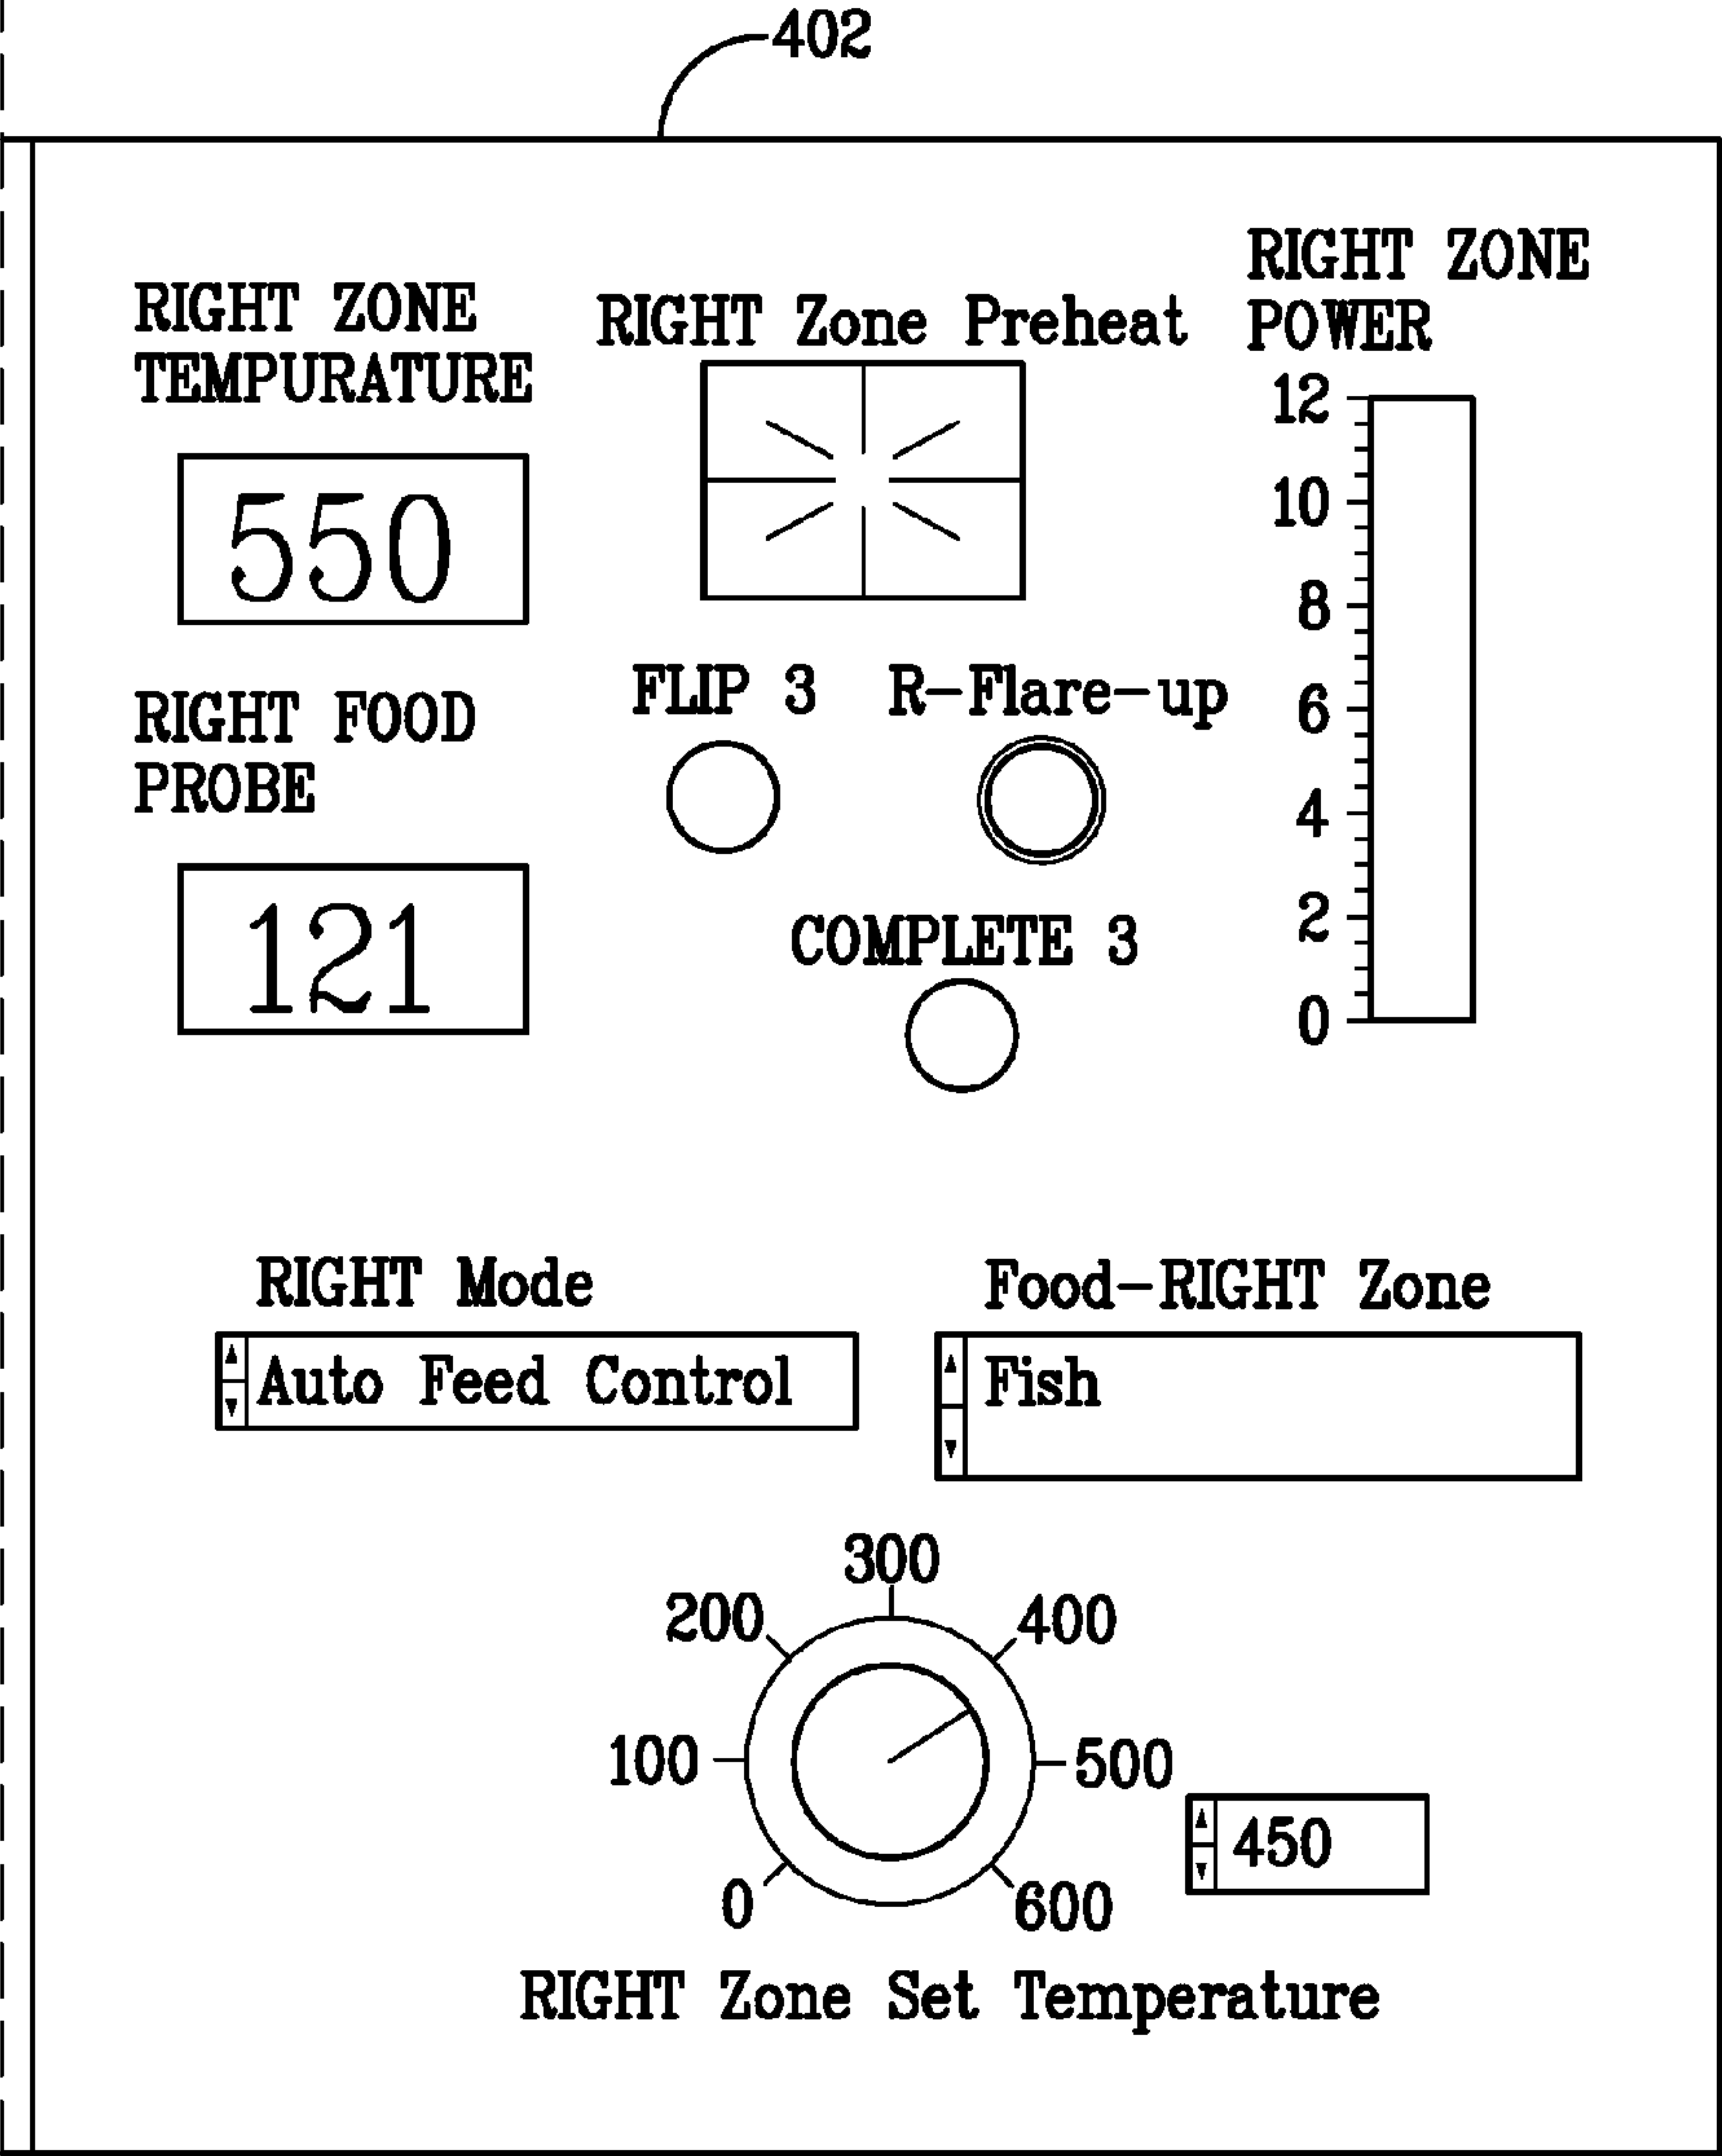 402
RIGHT ZONE
TEMPURATURE
550
RIGHT FOOD
PROBE
121
RIGHT Zone Preheat
FLIP 3
R-Flare-up
COMPLETE 3
RIGHT ZONE
POWER
12
10
8
6
4
2
0
RIGHT Mode
Auto Feed Control
Food-RIGHT Zone
Fish
0
100
200
300
400
500
600
450
RIGHT Zone Set Temperature